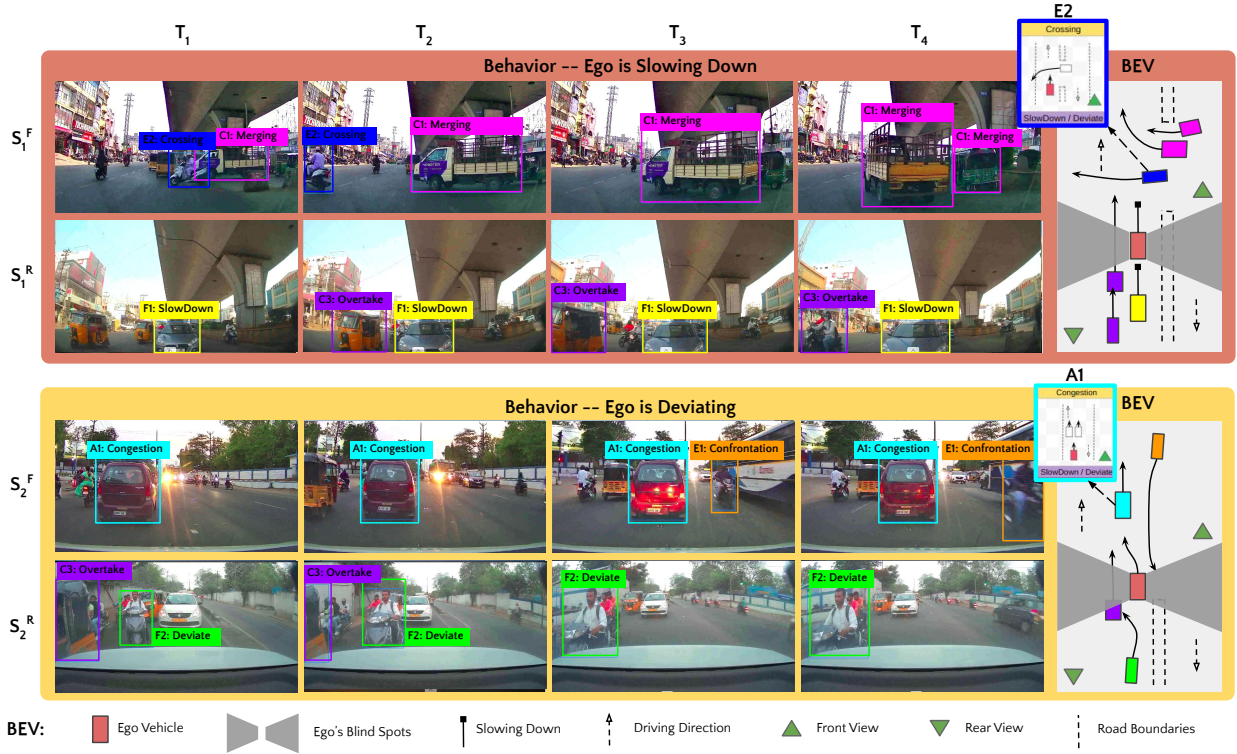 E2
T1 T2 T3 T4
Crossing
Behavior -- Ego is Slowing Down
BEV
SlowDown / Deviate
S1F
E2: Crossing
C1: Merging
E2: Crossing
C1: Merging
C1: Merging
C1: Merging
C1: Merging
S1R
F1: SlowDown
C3: Overtake
F1: SlowDown
C3: Overtake
F1: SlowDown
C3: Overtake
F1: SlowDown
A1
Congestion
Behavior -- Ego is Deviating
BEV
SlowDown / Deviate
S2F
A1: Congestion
A1: Congestion
A1: Congestion
E1: Confrontation
A1: Congestion
E1: Confrontation
S2R
C3: Overtake
F2: Deviate
C3: Overtake
F2: Deviate
F2: Deviate
F2: Deviate
BEV:
Ego Vehicle
Ego's Blind Spots
Slowing Down
Driving Direction
Front View
Rear View
Road Boundaries